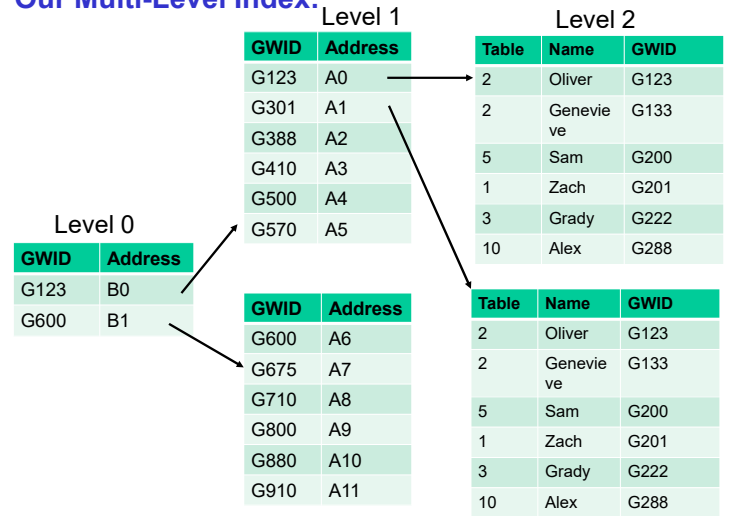 Our Multi-Level Index:
Level 1
GWID Address
G123 A0
G301 A1
G388 A2
G410 A3
G500 A4
G570 A5
Level 2
Table Name GWID
2 Oliver G123
2 Genevie G133
ve
5 Sam G200
1 Zach G201
3 Grady G222
10 Alex G288
Level 0
GWID Address
G123 B0
G600 B1
GWID Address
G600 A6
G675 A7
G710 A8
G800 A9
G880 A10
G910 A11
Table Name GWID
2 Oliver G123
2 Genevie G133
ve
5 Sam G200
1 Zach G201
3 Grady G222
10 Alex G288